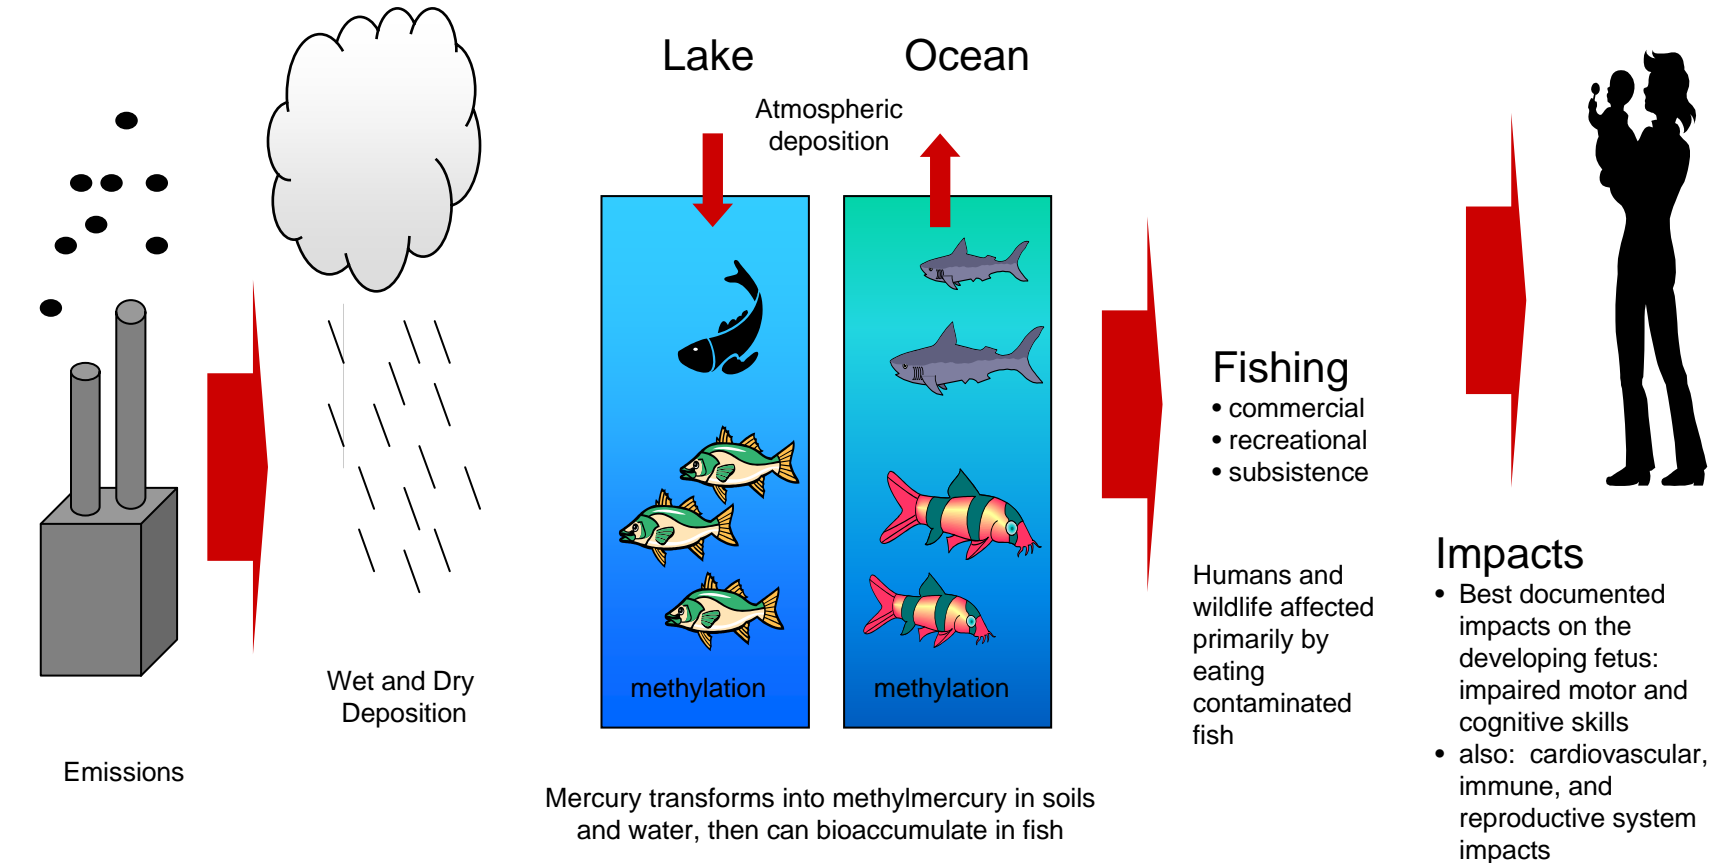 Lake
Ocean
Atmospheric
deposition
methylation
methylation
Emissions
Wet and Dry
Deposition
Mercury transforms into methylmercury in soils
and water, then can bioaccumulate in fish
Fishing
• commercial
• recreational
• subsistence
Humans and
wildlife affected
primarily by
eating
contaminated
fish
Impacts
• Best documented
impacts on the
developing fetus:
impaired motor and
cognitive skills
• also: cardiovascular,
immune, and
reproductive system
impacts